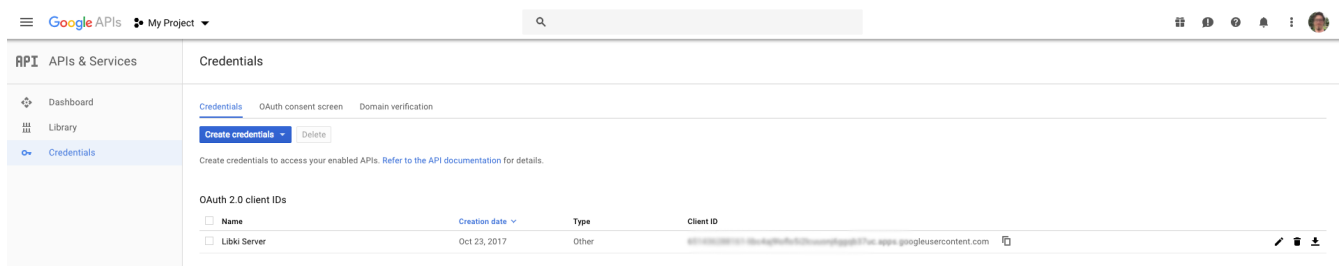 Google APIs My Project
API APIs & Services
Credentials
Dashboard
Library
Credentials
Credentials OAuth consent screen Domain verification
Create credentials Delete
Create credentials to access your enabled APIs. Refer to the API documentation for details.
OAuth 2.0 client IDs
Name Creation date Type Client ID
Libki Server Oct 23, 2017 Other .apps.googleusercontent.com